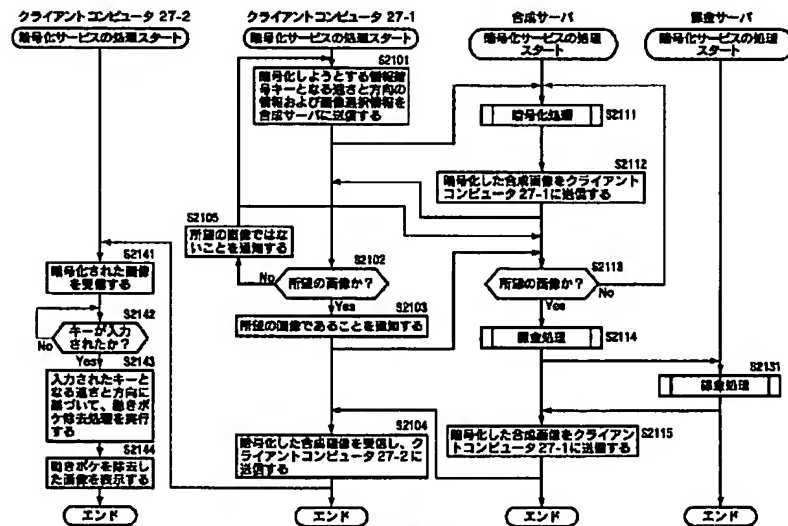 クライアントコンピュータ 27-2
暗号化サービスの処理スタート
S2141
暗号化された画像
を受信する
S2142
キーが入力
されたか?
No
Yes
S2143
入力されたキーと
なる速さと方向に
基づいて、動きボ
ケ除去処理を実行
する
S2144
動きボケを除去し
た画像を表示する
エンド
クライアントコンピュータ 27-1
暗号化サービスの処理スタート
S2101
暗号化しようとする情報暗
号キーとなる速さと方向の
情報および画像選択情報を
合成サーバに送信する
S2105
所望の画像ではな
いことを通知する
S2102
所望の画像か?
No
Yes
S2103
所望の画像であることを通知する
S2104
暗号化した合成画像を受信し、ク
ライアントコンピュータ 27-2に
送信する
エンド
合成サーバ
暗号化サービスの処理
スタート
暗号化処理
S2111
S2112
暗号化した合成画像をクライアント
コンピュータ 27-1に送信する
S2113
所望の画像か?
No
Yes
課金処理
S2114
暗号化した合成画像をクライアン
トコンピュータ 27-1に送信する
S2115
エンド
課金サーバ
暗号化サービスの処理
スタート
S2131
課金処理
エンド